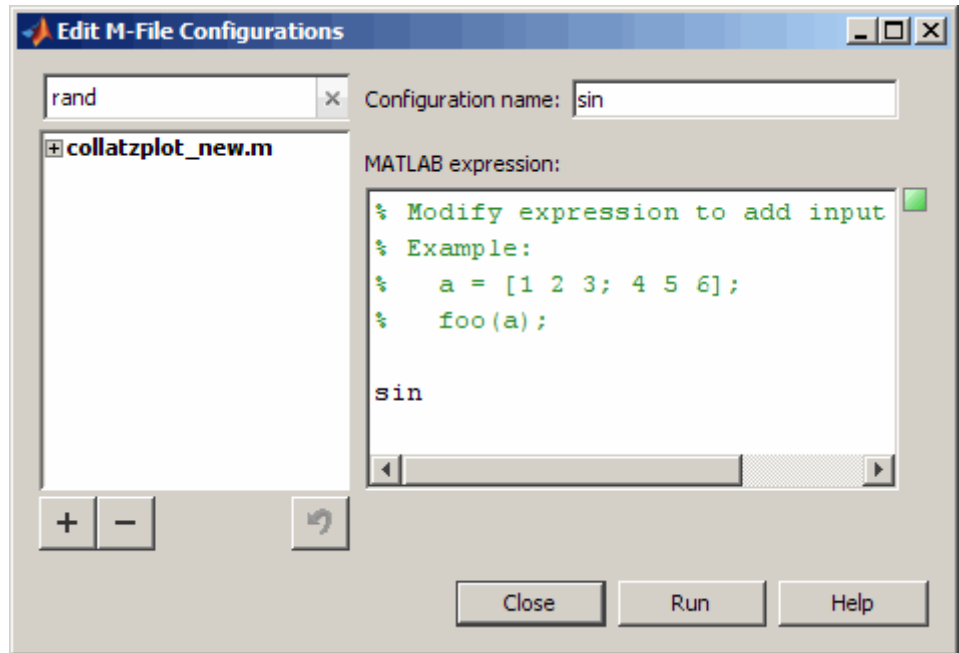 Edit M-File Configurations
rand
Configuration name: sin
collatzplot_new.m
MATLAB expression:
% Modify expression to add input
% Example:
% a = [1 2 3; 4 5 6];
% foo(a);
sin
Close Run Help